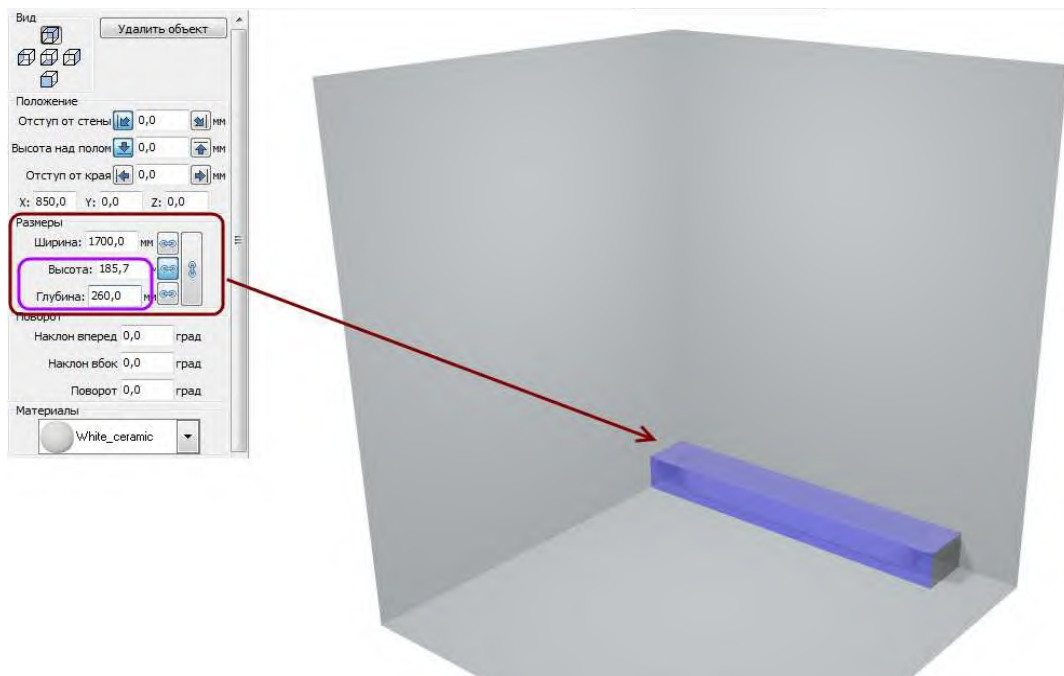 Вид
Удалить объект
Положение
Отступ от стены 0,0 мм
Высота над полом 0,0 мм
Отступ от края 0,0 мм
X: 850,0 Y: 0,0 Z: 0,0
Размеры
Ширина: 1700,0 мм
Высота: 185,7
Глубина: 260,0 мм
Поворот
Наклон вперед 0,0 град
Наклон вбок 0,0 град
Поворот 0,0 град
Материалы
White_ceramic